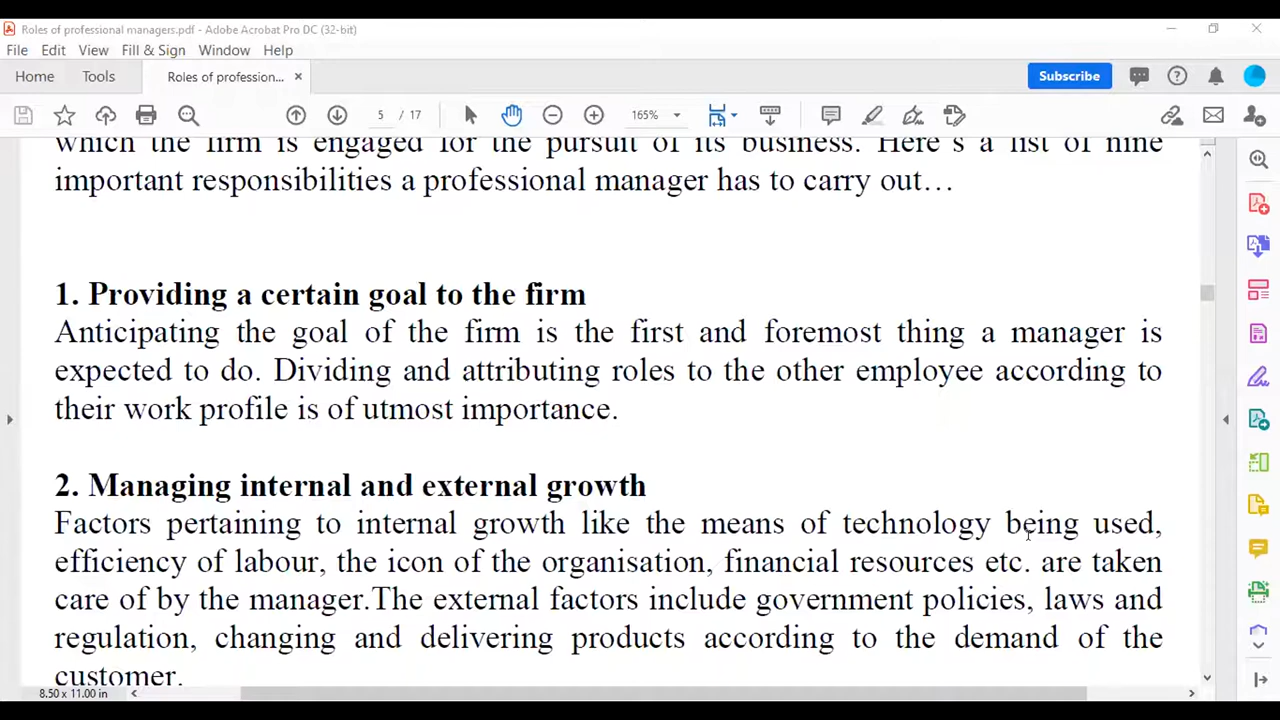 Roles of professional managers.pdf - Adobe Acrobat Pro DC (32-bit)
File Edit View Fill & Sign Window Help
Home Tools Roles of profession... × Subscribe
5 / 17 165%
which the firm is engaged for the pursuit of its business. Here's a list of nine
important responsibilities a professional manager has to carry out…
1. Providing a certain goal to the firm
Anticipating the goal of the firm is the first and foremost thing a manager is
expected to do. Dividing and attributing roles to the other employee according to
their work profile is of utmost importance.
2. Managing internal and external growth
Factors pertaining to internal growth like the means of technology being used,
efficiency of labour, the icon of the organisation, financial resources etc. are taken
care of by the manager.The external factors include government policies, laws and
regulation, changing and delivering products according to the demand of the
customer.
8.50 x 11.00 in